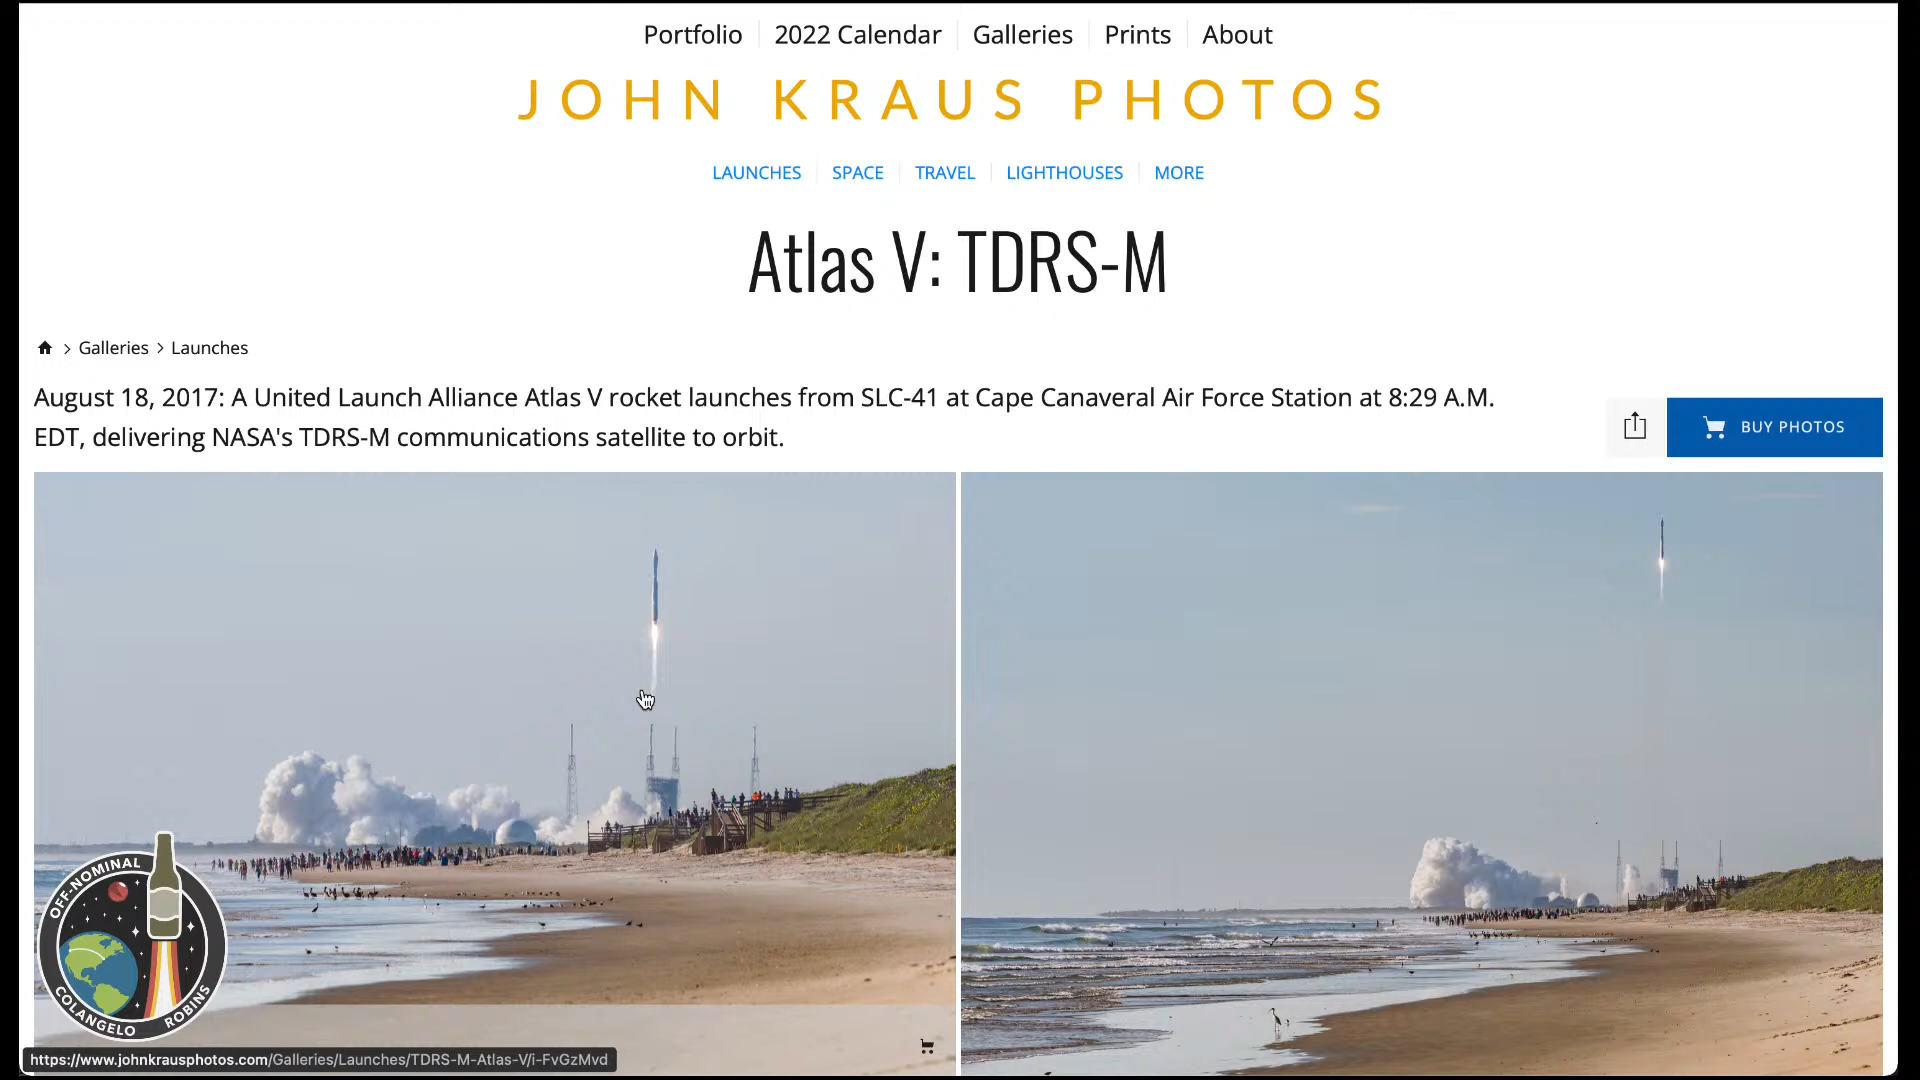 Portfolio
2022 Calendar
Galleries
Prints
About
JOHN KRAUS PHOTOS
LAUNCHES
SPACE
TRAVEL
LIGHTHOUSES
MORE
Atlas V: TDRS-M
> Galleries > Launches
August 18, 2017: A United Launch Alliance Atlas V rocket launches from SLC-41 at Cape Canaveral Air Force Station at 8:29 A.M.
EDT, delivering NASA's TDRS-M communications satellite to orbit.
BUY PHOTOS
OFF-NOMINAL
COLANGELO
ROBINS
https://www.johnkrausphotos.com/Galleries/Launches/TDRS-M-Atlas-V/i-FvGzMvd